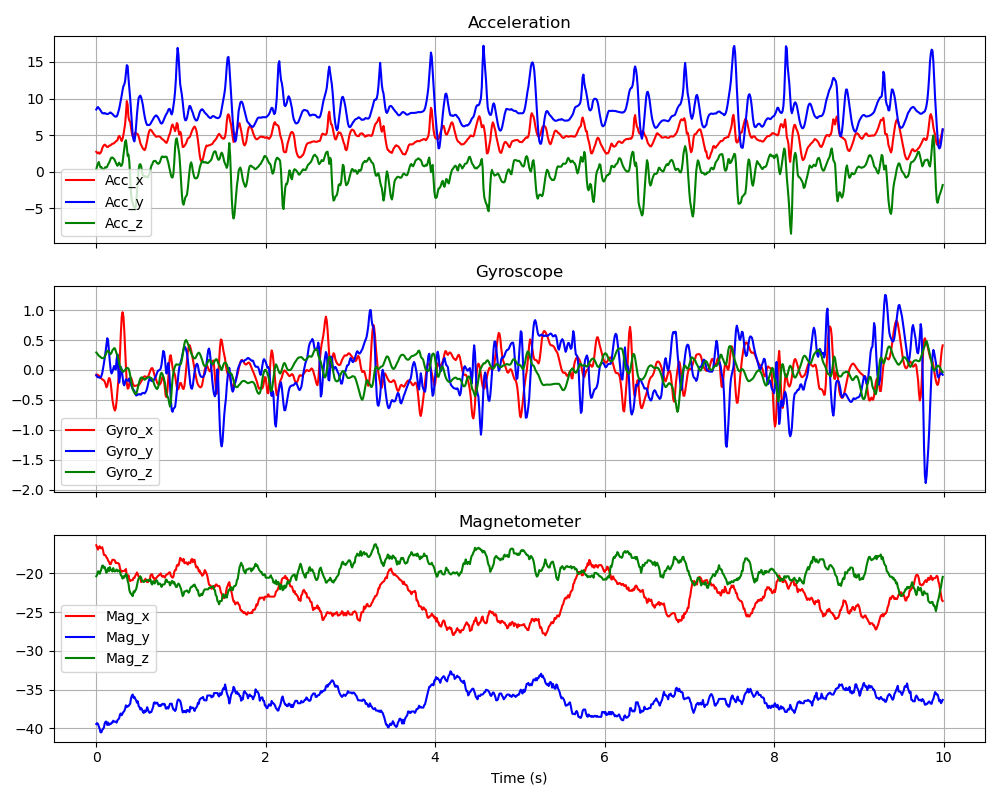 Acceleration
15
10
5
0
−5
Acc_x
Acc_y
Acc_z
Gyroscope
1.0
0.5
0.0
−0.5
−1.0
−1.5
−2.0
Gyro_x
Gyro_y
Gyro_z
Magnetometer
−20
−25
−30
−35
−40
Mag_x
Mag_y
Mag_z
0 2 4 6 8 10
Time (s)